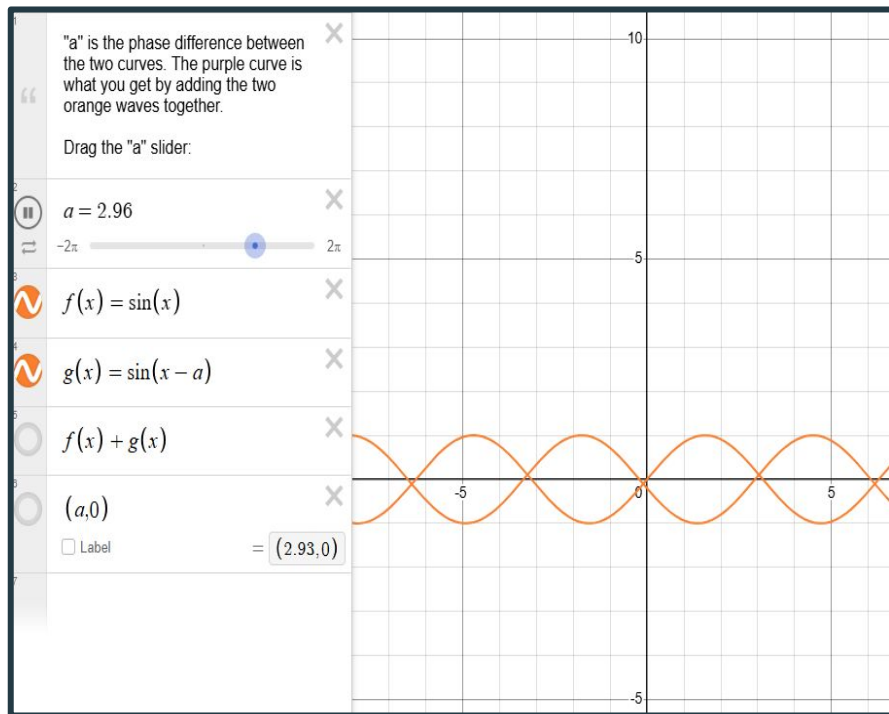 1
"a" is the phase difference between
the two curves. The purple curve is
what you get by adding the two
orange waves together.
Drag the "a" slider:
2
a = 2.96
−2π 2π
3
f(x) = sin(x)
4
g(x) = sin(x − a)
5
f(x) + g(x)
6
(a,0)
Label = (2.93,0)
7
10
5
-5 0 5
-5